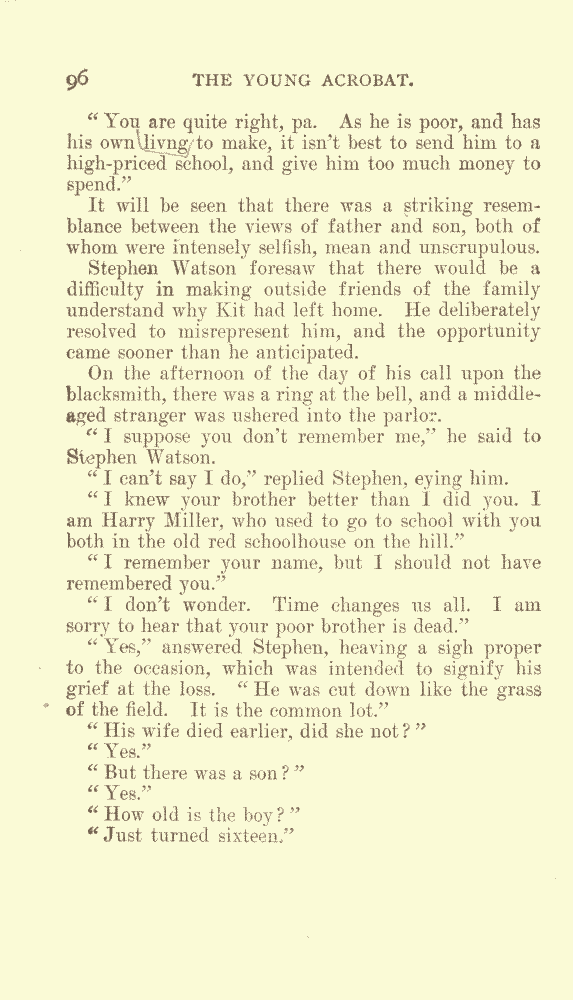 96 THE YOUNG ACROBAT.
“You are quite right, pa. As he is poor, and has
his own livng to make, it isn’t best to send him to a
high-priced school, and give him too much money to
spend.”
It will be seen that there was a striking resem-
blance between the views of father and son, both of
whom were intensely selfish, mean and unscrupulous.
Stephen Watson foresaw that there would be a
difficulty in making outside friends of the family
understand why Kit had left home. He deliberately
resolved to misrepresent him, and the opportunity
came sooner than he anticipated.
On the afternoon of the day of his call upon the
blacksmith, there was a ring at the bell, and a middle-
aged stranger was ushered into the parlor.
“I suppose you don’t remember me,” he said to
Stephen Watson.
“I can’t say I do,” replied Stephen, eying him.
“I knew your brother better than I did you. I
am Harry Miller, who used to go to school with you
both in the old red schoolhouse on the hill.”
“I remember your name, but I should not have
remembered you.”
“I don’t wonder. Time changes us all. I am
sorry to hear that your poor brother is dead.”
“Yes,” answered Stephen, heaving a sigh proper
to the occasion, which was intended to signify his
grief at the loss. “He was cut down like the grass
of the field. It is the common lot.”
“His wife died earlier, did she not?”
“Yes.”
“But there was a son?”
“Yes.”
“How old is the boy?”
“Just turned sixteen.”